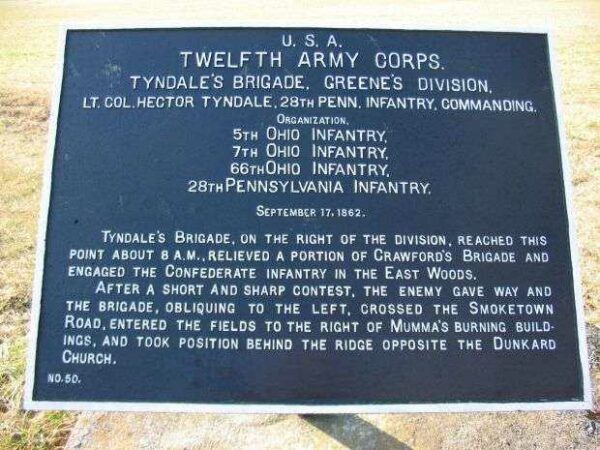 U. S. A.
TWELFTH ARMY CORPS.
TYNDALE'S BRIGADE, GREENE'S DIVISION,
LT. COL. HECTOR TYNDALE, 28TH PENN. INFANTRY, COMMANDING.
ORGANIZATION.
5TH OHIO INFANTRY,
7TH OHIO INFANTRY,
66TH OHIO INFANTRY,
28TH PENNSYLVANIA INFANTRY.
SEPTEMBER 17, 1862.
TYNDALE'S BRIGADE, ON THE RIGHT OF THE DIVISION, REACHED THIS
POINT ABOUT 8 A.M., RELIEVED A PORTION OF CRAWFORD'S BRIGADE AND
ENGAGED THE CONFEDERATE INFANTRY IN THE EAST WOODS.
AFTER A SHORT AND SHARP CONTEST, THE ENEMY GAVE WAY AND
THE BRIGADE, OBLIQUING TO THE LEFT, CROSSED THE SMOKETOWN
ROAD, ENTERED THE FIELDS TO THE RIGHT OF MUMMA'S BURNING BUILD-
INGS, AND TOOK POSITION BEHIND THE RIDGE OPPOSITE THE DUNKARD
CHURCH.
NO. 50.